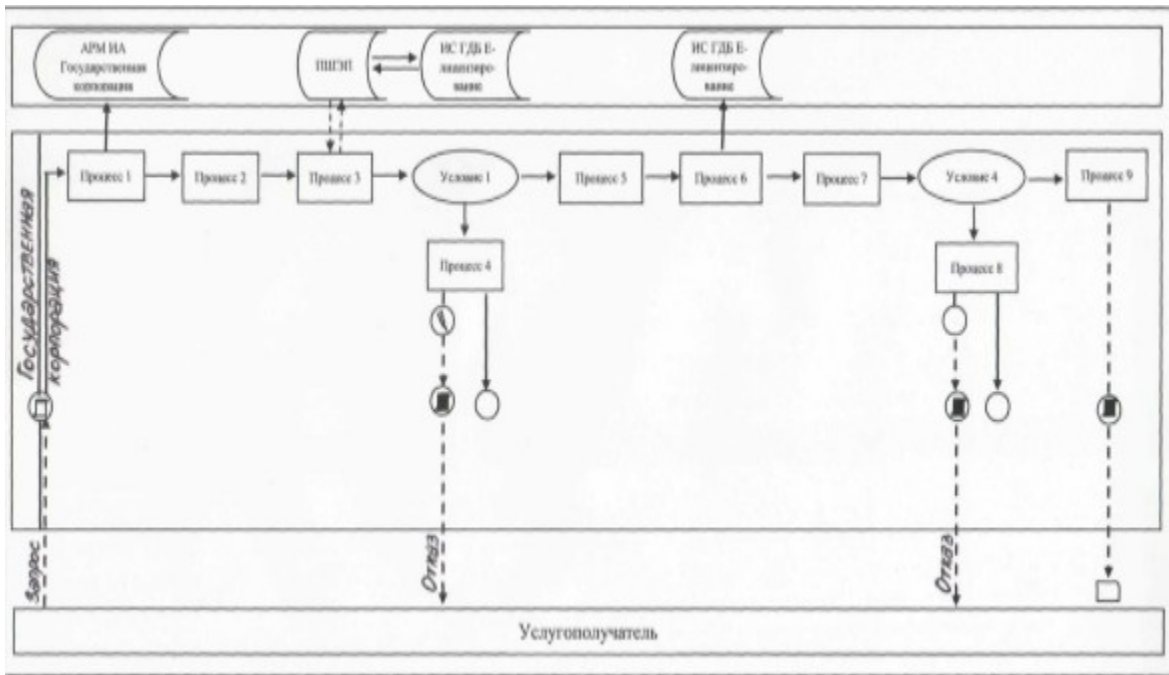 АРМ ИА
Государственная
корпорация
ПШЭП
ИС ГДБ Е-
лицензиро-
вание
ИС ГДБ Е-
лицензиро-
вание
Процесс 1
Процесс 2
Процесс 3
Условие 1
Процесс 5
Процесс 6
Процесс 7
Условие 4
Процесс 9
Процесс 4
Процесс 8
Государственная
корпорация
Запрос
Отказ
Отказ
Услугополучатель